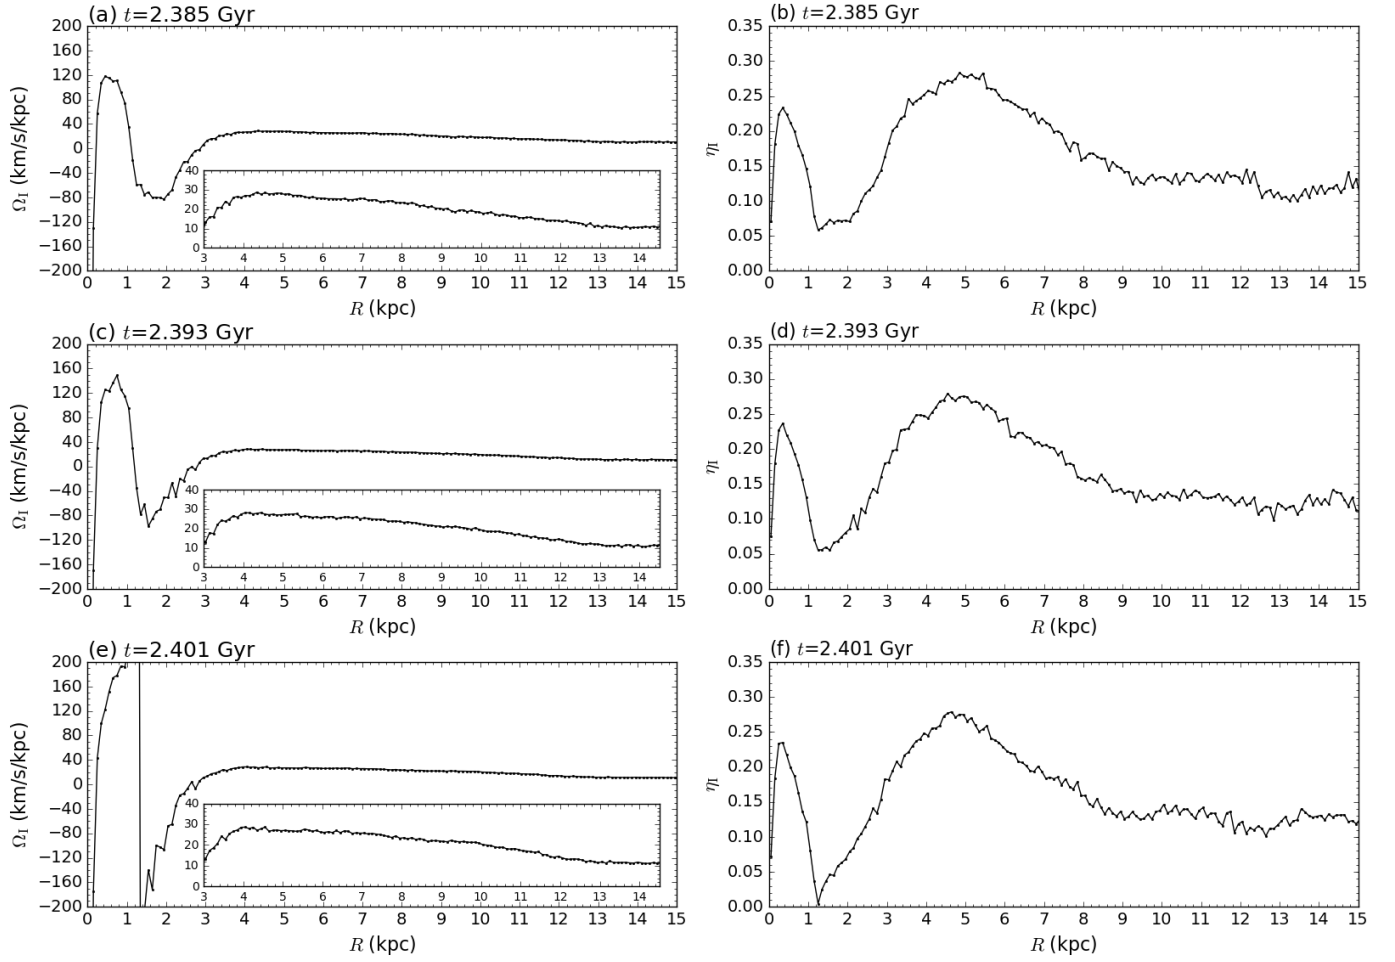 (a) t=2.385 Gyr
200
160
120
80
40
0
−40
−80
−120
−160
−200
Ω_I (km/s/kpc)
40
30
20
10
0
3 4 5 6 7 8 9 10 11 12 13 14
0 1 2 3 4 5 6 7 8 9 10 11 12 13 14 15
R (kpc)
(b) t=2.385 Gyr
0.35
0.30
0.25
0.20
0.15
0.10
0.05
0.00
η_I
0 1 2 3 4 5 6 7 8 9 10 11 12 13 14 15
R (kpc)
(c) t=2.393 Gyr
200
160
120
80
40
0
−40
−80
−120
−160
−200
Ω_I (km/s/kpc)
40
30
20
10
0
3 4 5 6 7 8 9 10 11 12 13 14
0 1 2 3 4 5 6 7 8 9 10 11 12 13 14 15
R (kpc)
(d) t=2.393 Gyr
0.35
0.30
0.25
0.20
0.15
0.10
0.05
0.00
η_I
0 1 2 3 4 5 6 7 8 9 10 11 12 13 14 15
R (kpc)
(e) t=2.401 Gyr
200
160
120
80
40
0
−40
−80
−120
−160
−200
Ω_I (km/s/kpc)
40
30
20
10
0
3 4 5 6 7 8 9 10 11 12 13 14
0 1 2 3 4 5 6 7 8 9 10 11 12 13 14 15
R (kpc)
(f) t=2.401 Gyr
0.35
0.30
0.25
0.20
0.15
0.10
0.05
0.00
η_I
0 1 2 3 4 5 6 7 8 9 10 11 12 13 14 15
R (kpc)